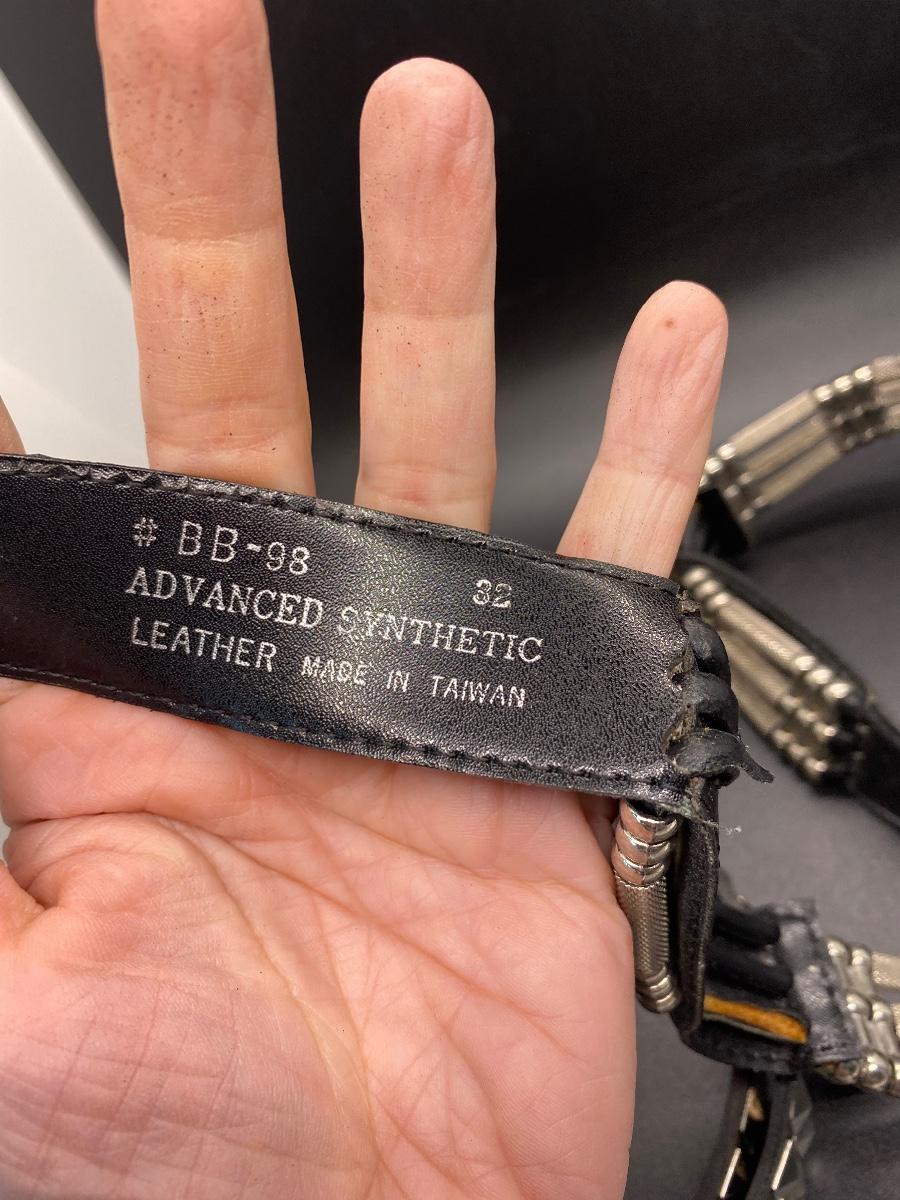 # BB-98 32
ADVANCED SYNTHETIC
LEATHER MADE IN TAIWAN